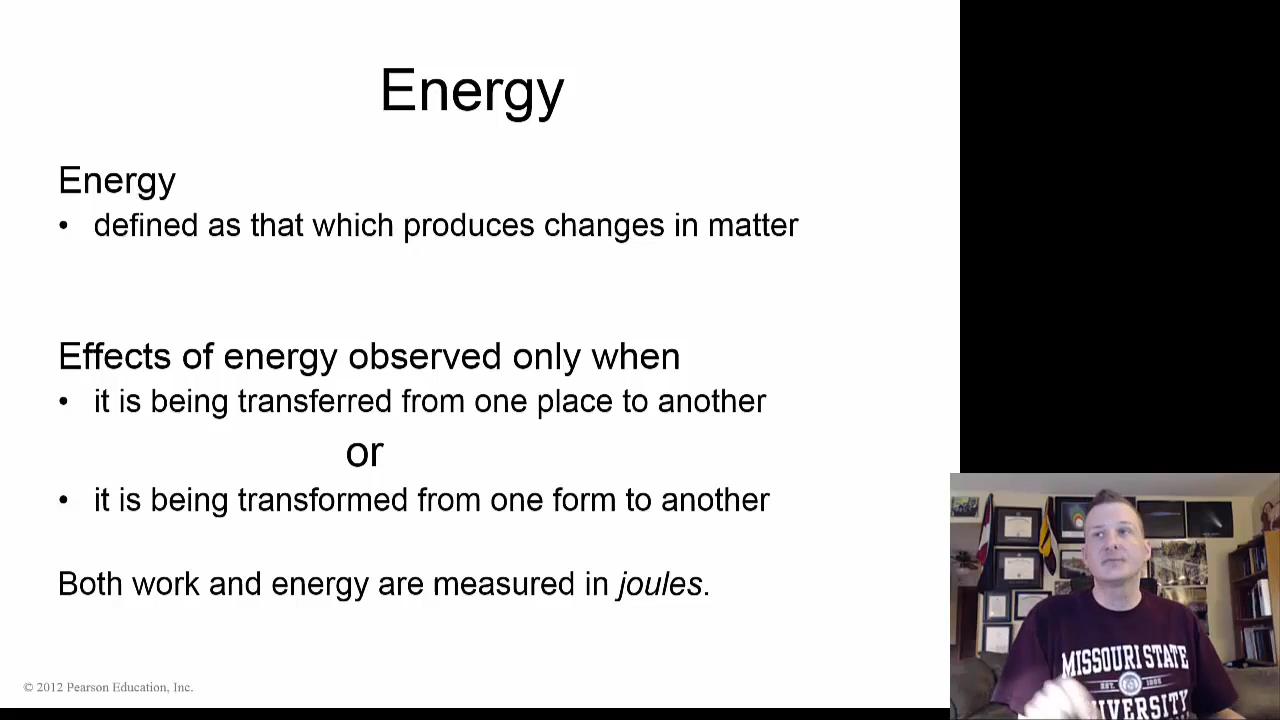 Energy
Energy
• defined as that which produces changes in matter
Effects of energy observed only when
• it is being transferred from one place to another
or
• it is being transformed from one form to another
Both work and energy are measured in joules.
© 2012 Pearson Education, Inc.
MISSOURI STATE
EST. 1905
UNIVERSITY